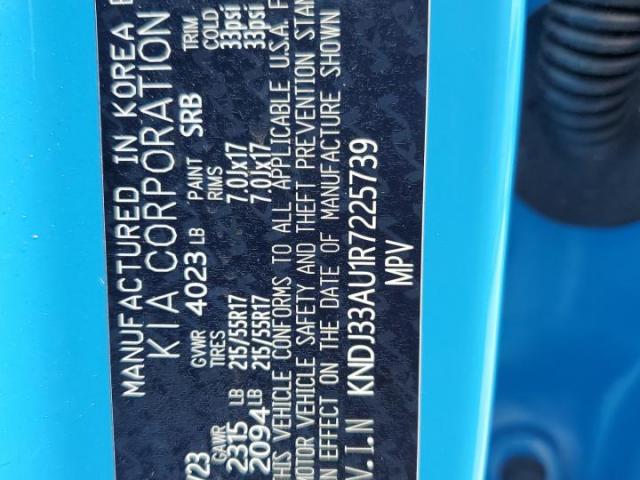 MANUFACTURED IN KOREA
KIA CORPORATION
/23 GVWR 4023 LB PAINT SRB TRIM
GAWR TIRES RIMS COLD
2315 LB 215/55R17 7.0Jx17 33psi
2094 LB 215/55R17 7.0Jx17 33psi
THIS VEHICLE CONFORMS TO ALL APPLICABLE U.S.A. F
MOTOR VEHICLE SAFETY AND THEFT PREVENTION STAN
IN EFFECT ON THE DATE OF MANUFACTURE SHOWN
V.I.N KNDJ33AU1R7225739
MPV